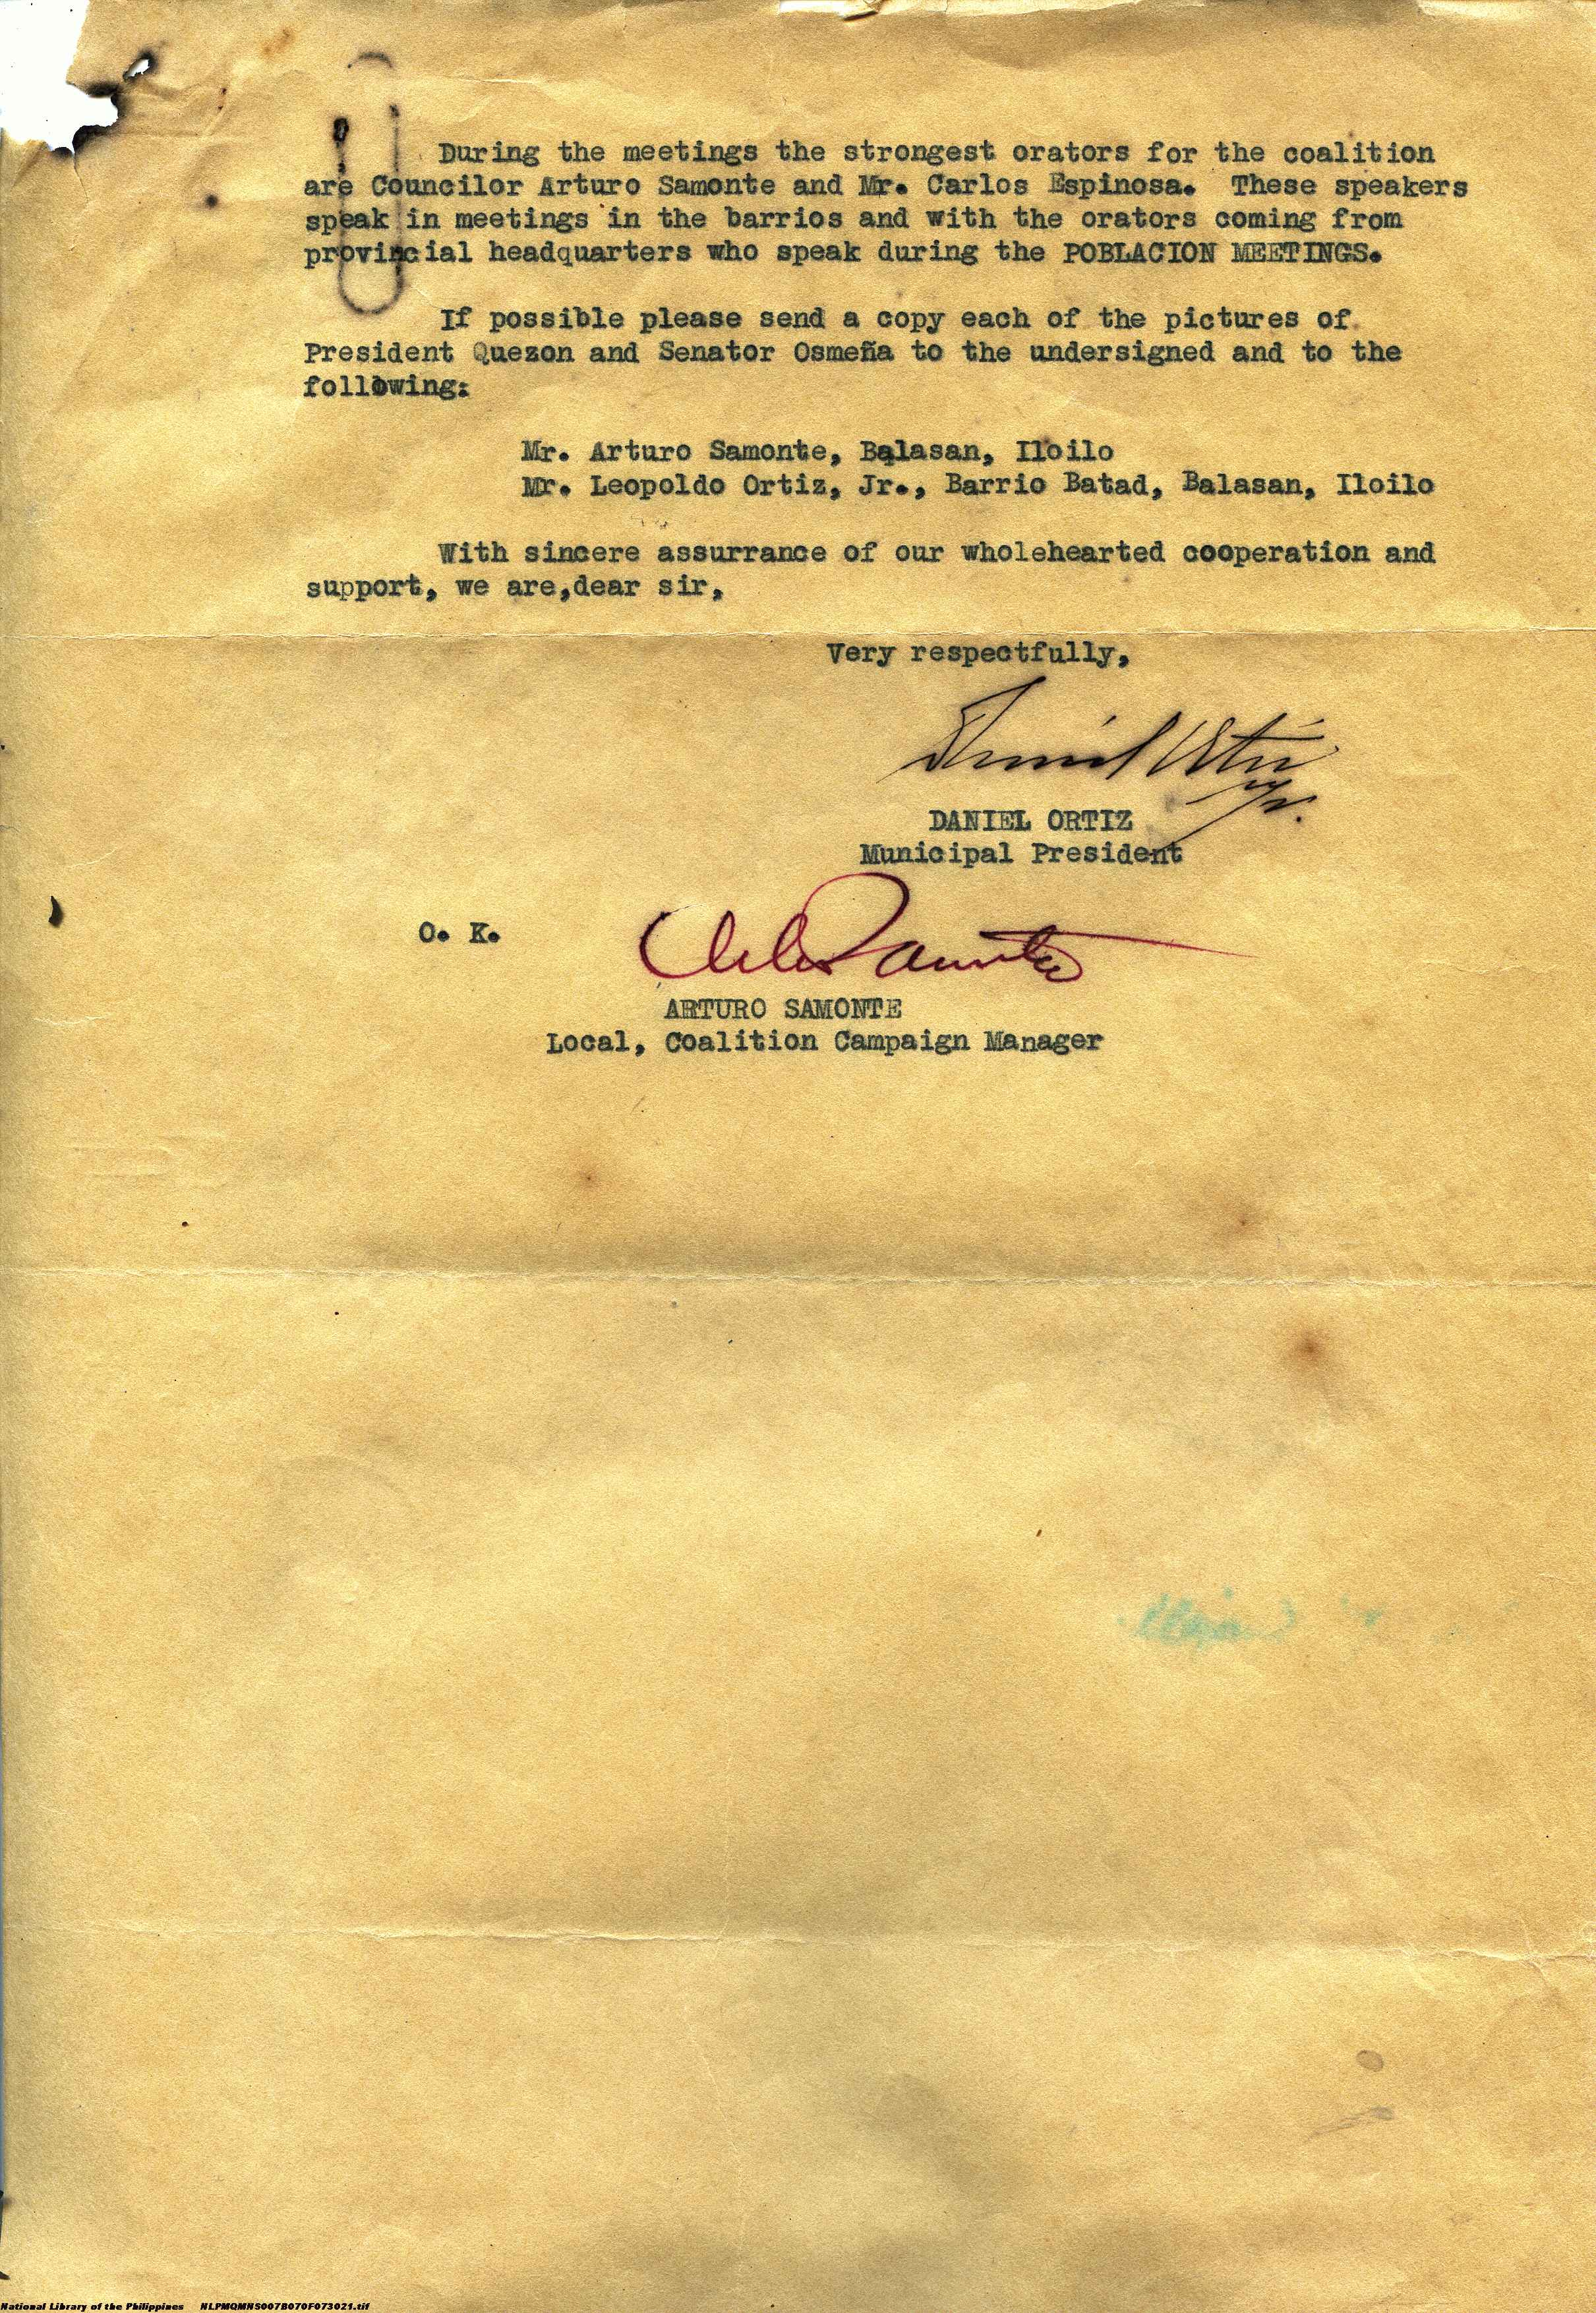 During the meetings the strongest orators for the coalition
are Councilor Arturo Samonte and Mr. Carlos Espinosa. These speakers
speak in meetings in the barrios and with the orators coming from
provincial headquarters who speak during the POBLACION MEETINGS.
If possible please send a copy each of the pictures of
President Quezon and Senator Osmeña to the undersigned and to the
following:
Mr. Arturo Samonte, Balasan, Iloilo
Mr. Leopoldo Ortiz, Jr., Barrio Batad, Balasan, Iloilo
With sincere assurrance of our wholehearted cooperation and
support, we are,dear sir,
Very respectfully,
Daniel Ortiz
DANIEL ORTIZ
Municipal President
O. K.
Samonte
ARTURO SAMONTE
Local, Coalition Campaign Manager
National Library of the Philippines NLPMQMNS007B070F073021.tif